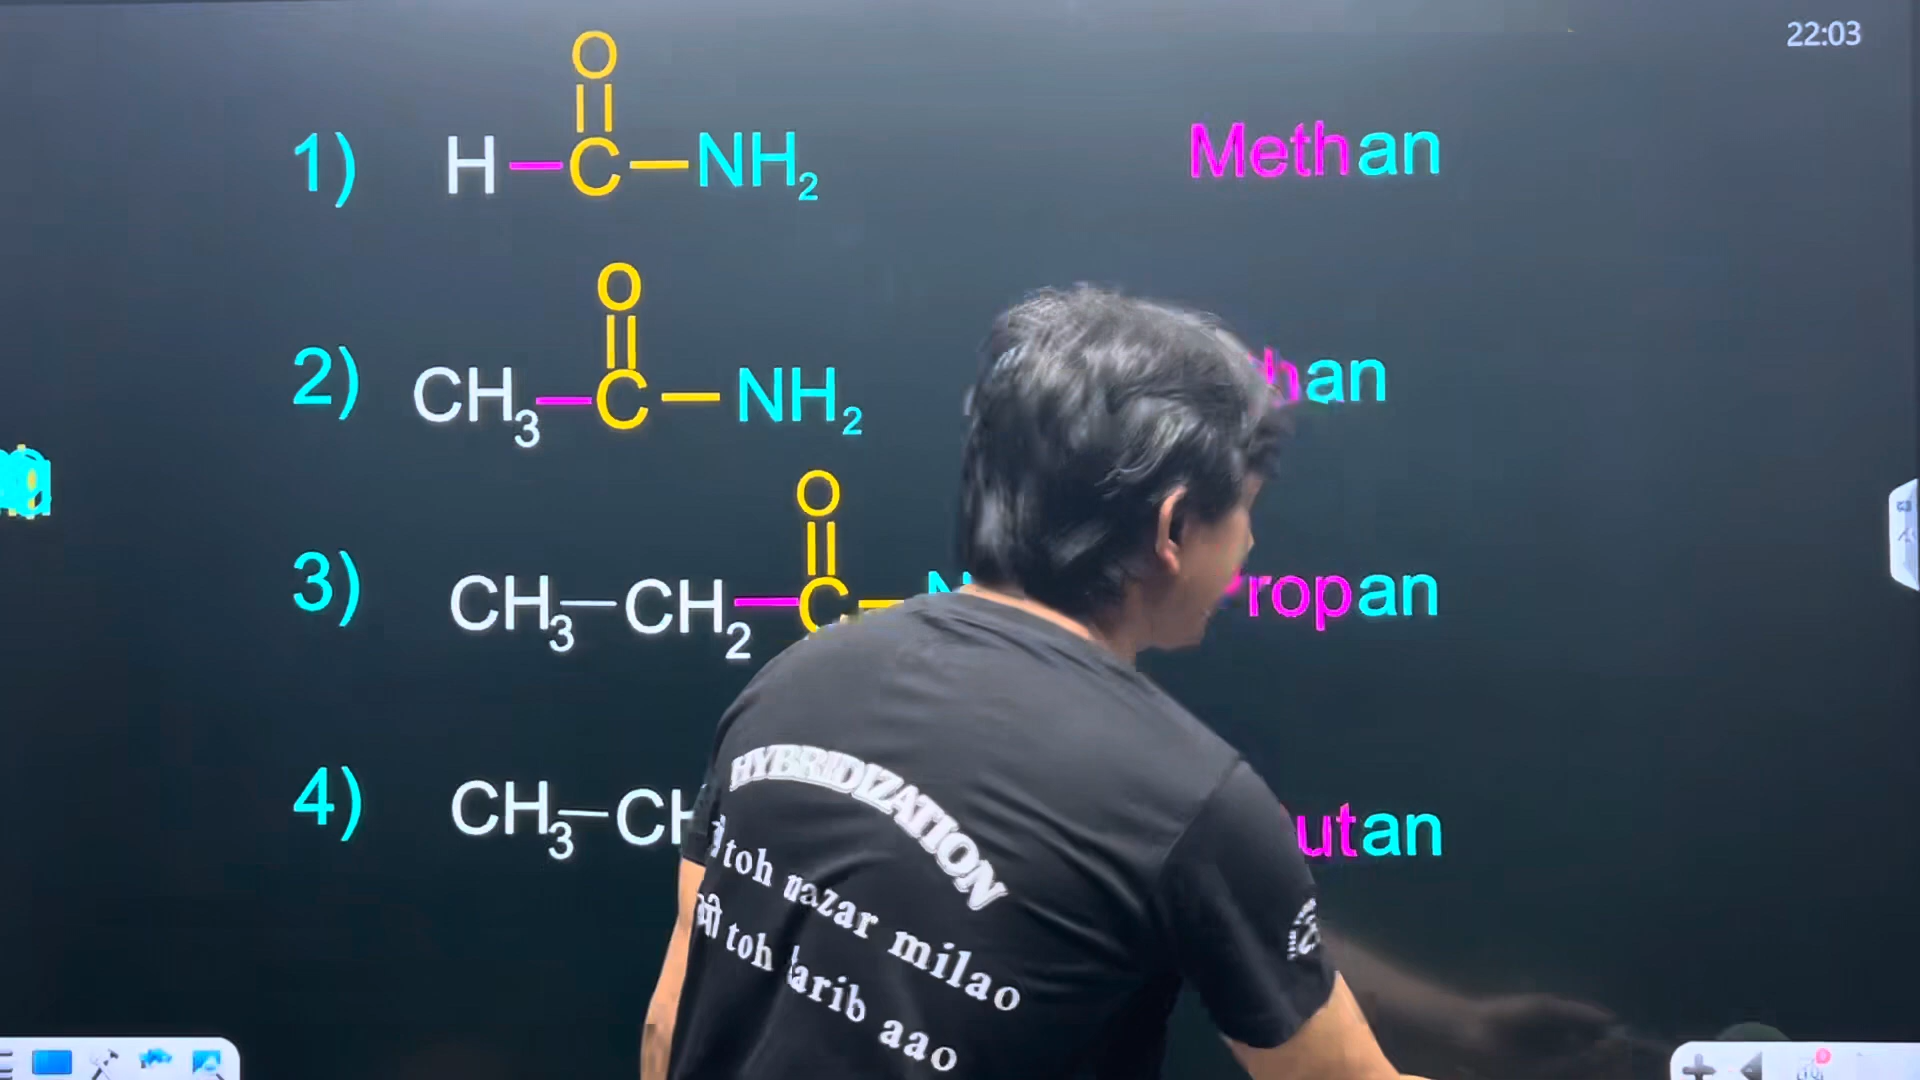 22:03
O
1) H—C—NH₂ Methan
O
2) CH₃—C—NH₂ han
O
3) CH₃—CH₂—C— N ropan
4) CH₃—CH utan
HYBRIDIZATION
toh nazar milao
toh karib aao